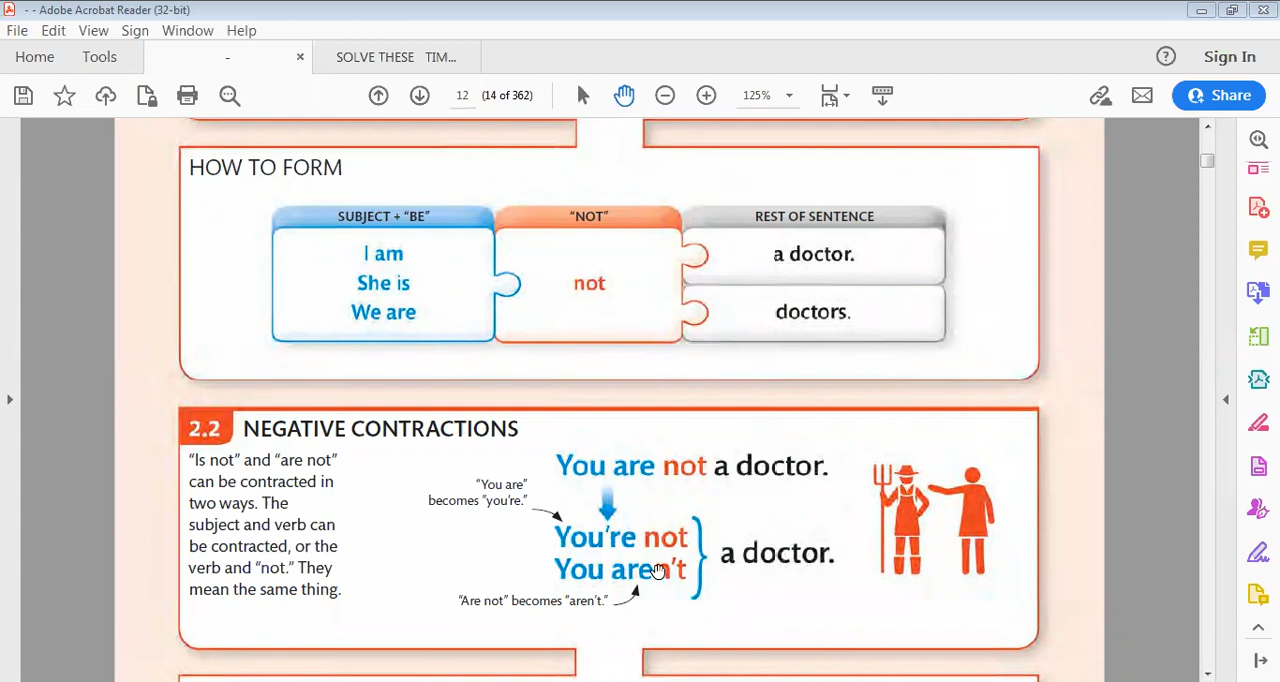 - - Adobe Acrobat Reader (32-bit)
File Edit View Sign Window Help
Home Tools - × SOLVE THESE TIM... ? Sign In
12 (14 of 362) 125% Share
HOW TO FORM
SUBJECT + "BE" "NOT" REST OF SENTENCE
I am
She is
We are
not
a doctor.
doctors.
2.2 NEGATIVE CONTRACTIONS
"Is not" and "are not"
can be contracted in
two ways. The
subject and verb can
be contracted, or the
verb and "not." They
mean the same thing.
You are not a doctor.
"You are"
becomes "you're."
You're not
You aren't
a doctor.
"Are not" becomes "aren't."